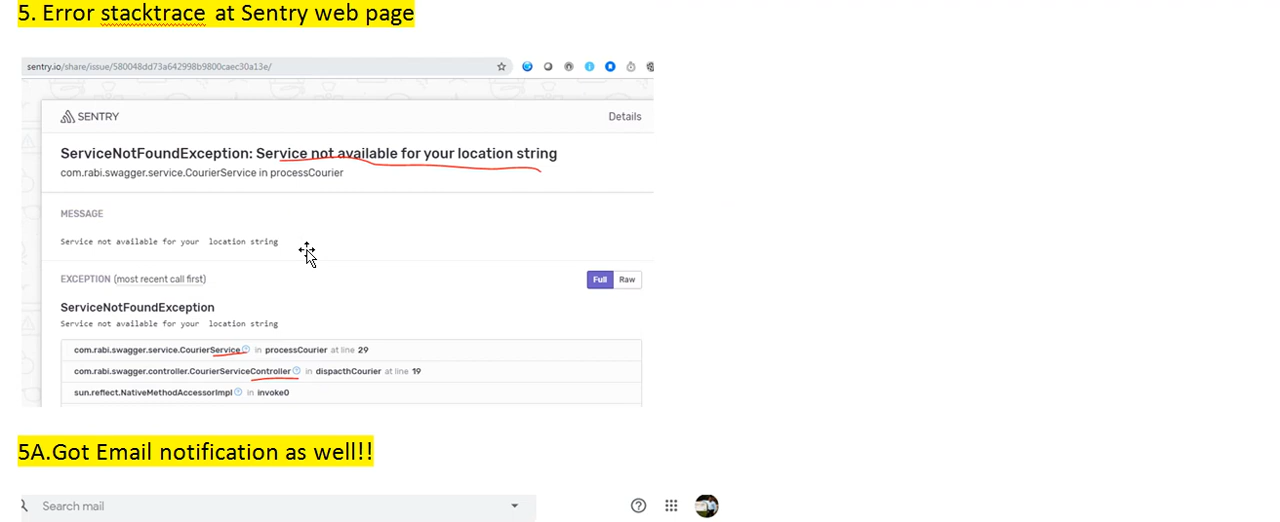 5. Error stacktrace at Sentry web page
sentry.io/share/issue/580048dd73a642998b9800caec30a13e/
SENTRY
Details
ServiceNotFoundException: Service not available for your location string
com.rabi.swagger.service.CourierService in processCourier
MESSAGE
Service not available for your location string
EXCEPTION (most recent call first)
Full Raw
ServiceNotFoundException
Service not available for your location string
com.rabi.swagger.service.CourierService in processCourier at line 29
com.rabi.swagger.controller.CourierServiceController in dispacthCourier at line 19
sun.reflect.NativeMethodAccessorImpl in invoke0
5A.Got Email notification as well!!
Search mail